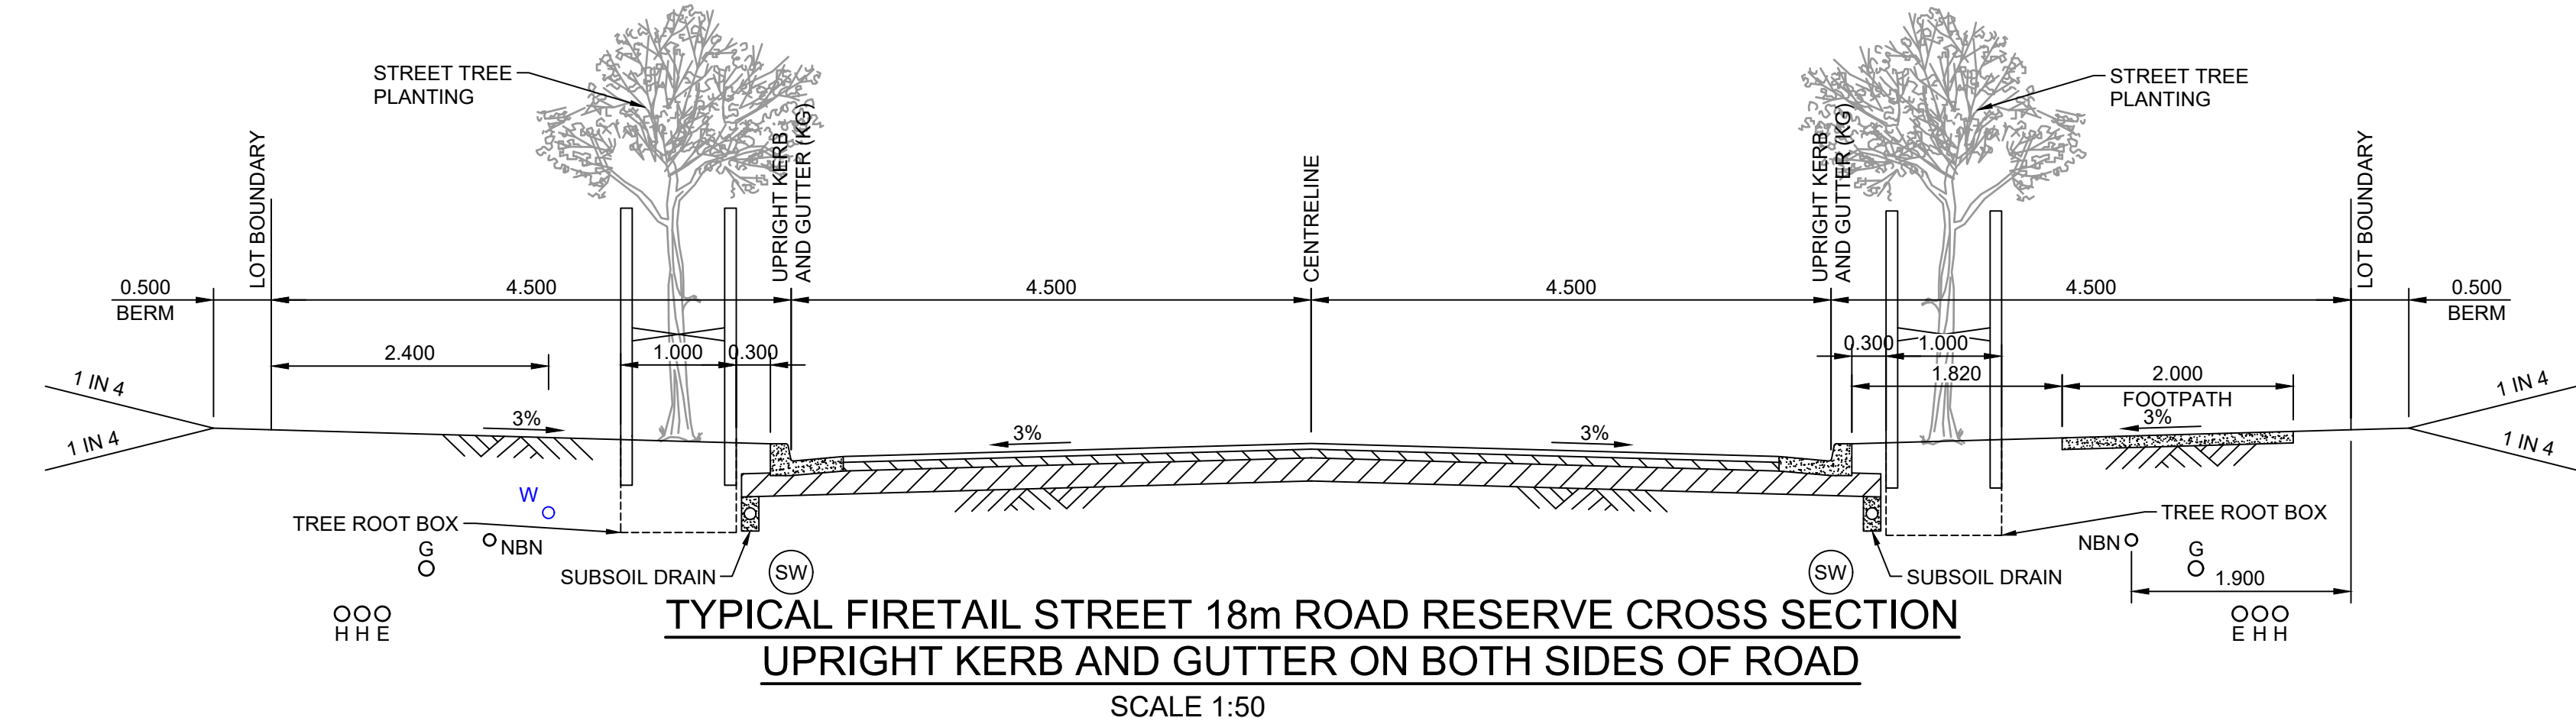 STREET TREE
PLANTING
STREET TREE
PLANTING
LOT BOUNDARY
UPRIGHT KERB
AND GUTTER (KG)
CENTRELINE
UPRIGHT KERB
AND GUTTER (KG)
LOT BOUNDARY
0.500
BERM
4.500
4.500
4.500
4.500
0.500
BERM
2.400
1.000
0.300
0.300
1.000
1.820
2.000
FOOTPATH
1 IN 4
1 IN 4
3%
3%
3%
3%
1 IN 4
1 IN 4
W
TREE ROOT BOX
G
NBN
SUBSOIL DRAIN
SW
SW
SUBSOIL DRAIN
TREE ROOT BOX
NBN
G
1.900
H H E
E H H
TYPICAL FIRETAIL STREET 18m ROAD RESERVE CROSS SECTION
UPRIGHT KERB AND GUTTER ON BOTH SIDES OF ROAD
SCALE 1:50